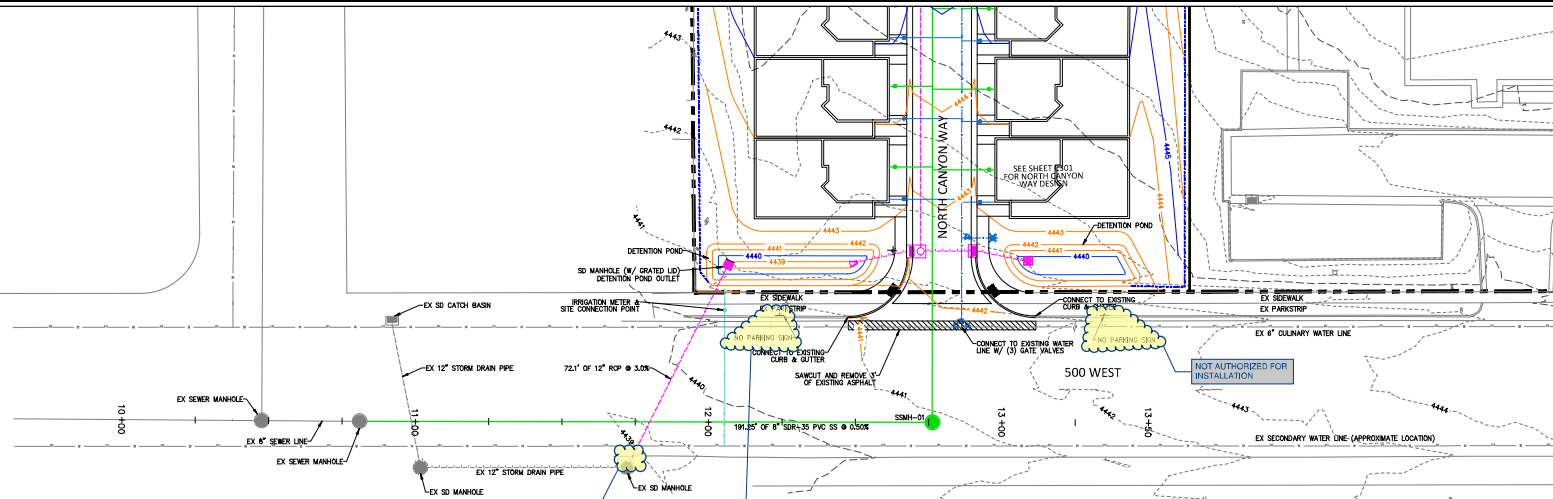 4443
4442
4441
4444
4443
4445
4444
NORTH CANYON WAY
SEE SHEET
FOR NORTH CANYON
WAY DESIGN
4443
4442
4441
4440
4439
4443
4442
4441
4440
DETENTION POND
DETENTION POND
SD MANHOLE (W/ GRATED LID)
DETENTION POND OUTLET
IRRIGATION METER &
SITE CONNECTION POINT
EX SIDEWALK
NO PARKING SIGN
CONNECT TO EXISTING
CURB & GUTTER
4441
4442
CONNECT TO EXISTING
CURB &
NO PARKING SIGN
EX SIDEWALK
EX PARKSTRIP
EX 6" CULINARY WATER LINE
CONNECT TO EXISTING WATER
LINE W/ (3) GATE VALVES
SAWCUT AND REMOVE 3'
OF EXISTING ASPHALT
500 WEST
NOT AUTHORIZED FOR
INSTALLATION
EX SD CATCH BASIN
EX 12" STORM DRAIN PIPE
72.1' OF 12" RCP @ 3.0%
4440
4441
4442
4443
4444
EX SEWER MANHOLE
10+00
11+00
12+00
13+00
13+50
SSMH-01
191.25' OF 8" SDR-35 PVC SS @ 0.50%
EX 8" SEWER LINE
EX SEWER MANHOLE
4439
EX SECONDARY WATER LINE (APPROXIMATE LOCATION)
EX 12" STORM DRAIN PIPE
EX SD MANHOLE
EX SD MANHOLE